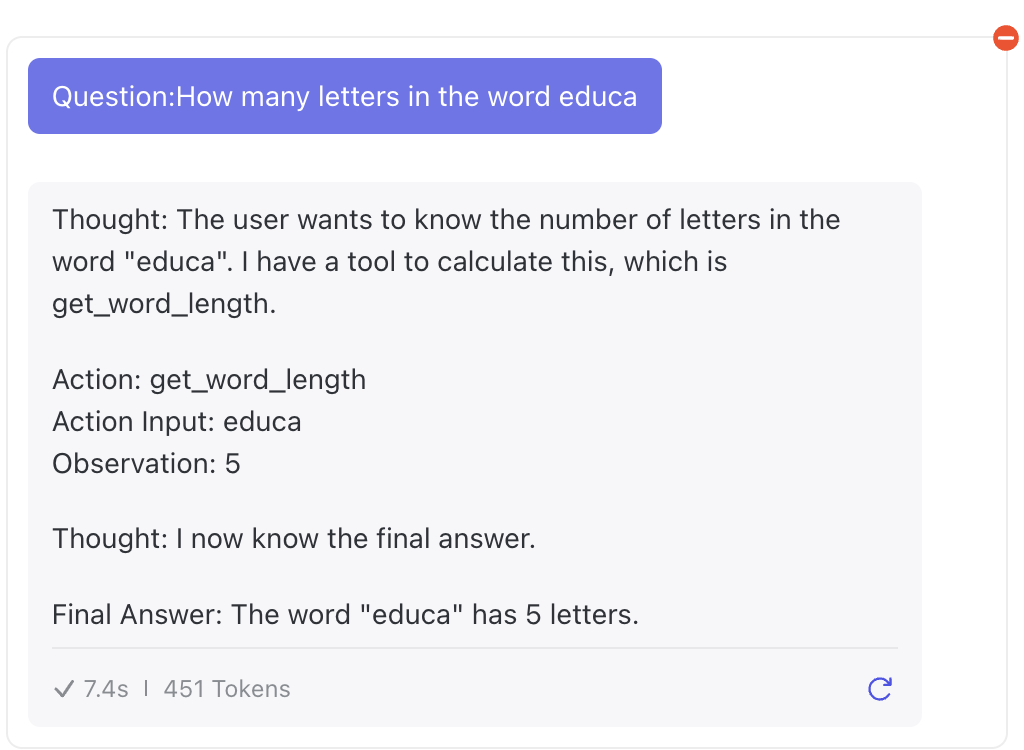 Question:How many letters in the word educa
Thought: The user wants to know the number of letters in the
word "educa". I have a tool to calculate this, which is
get_word_length.
Action: get_word_length
Action Input: educa
Observation: 5
Thought: I now know the final answer.
Final Answer: The word "educa" has 5 letters.
7.4s | 451 Tokens